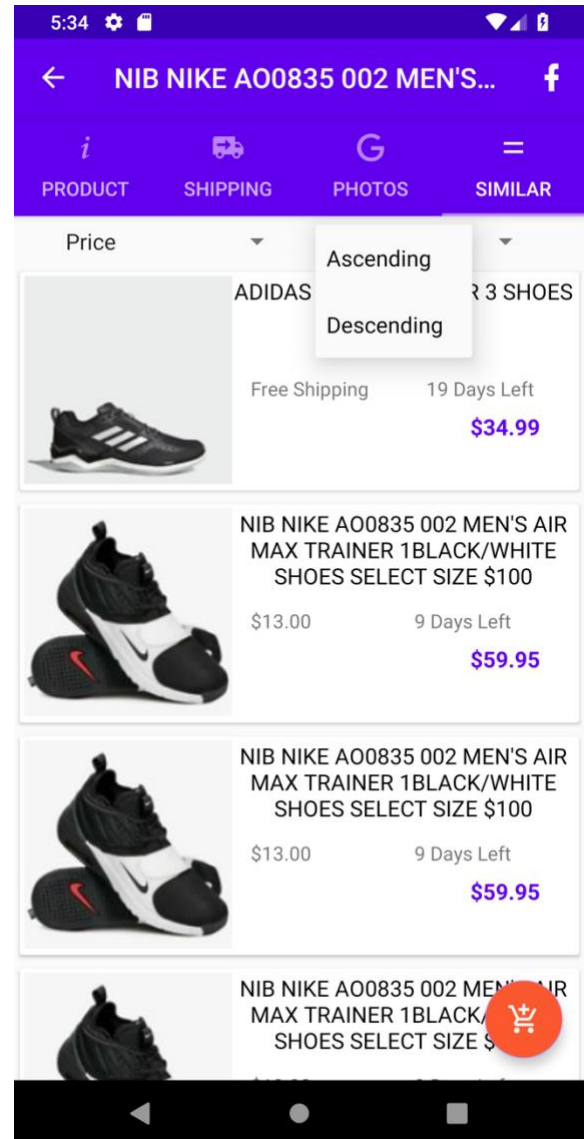 5:34
NIB NIKE AO0835 002 MEN'S...
PRODUCT SHIPPING PHOTOS SIMILAR
Price
Ascending
Descending
ADIDAS R 3 SHOES
Free Shipping 19 Days Left
$34.99
NIB NIKE AO0835 002 MEN'S AIR
MAX TRAINER 1BLACK/WHITE
SHOES SELECT SIZE $100
$13.00 9 Days Left
$59.95
NIB NIKE AO0835 002 MEN'S AIR
MAX TRAINER 1BLACK/WHITE
SHOES SELECT SIZE $100
$13.00 9 Days Left
$59.95
NIB NIKE AO0835 002 MEN'S AIR
MAX TRAINER 1BLACK/
SHOES SELECT SIZE $